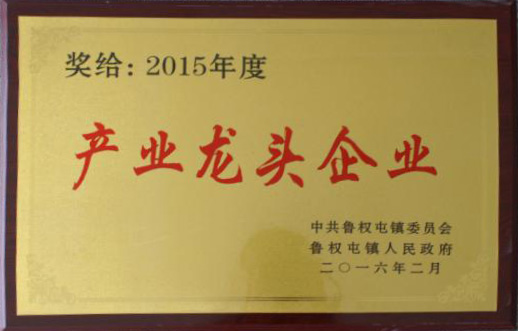 奖给：2015年度
产业龙头企业
中共鲁权屯镇委员会
鲁权屯镇人民政府
二〇一六年二月